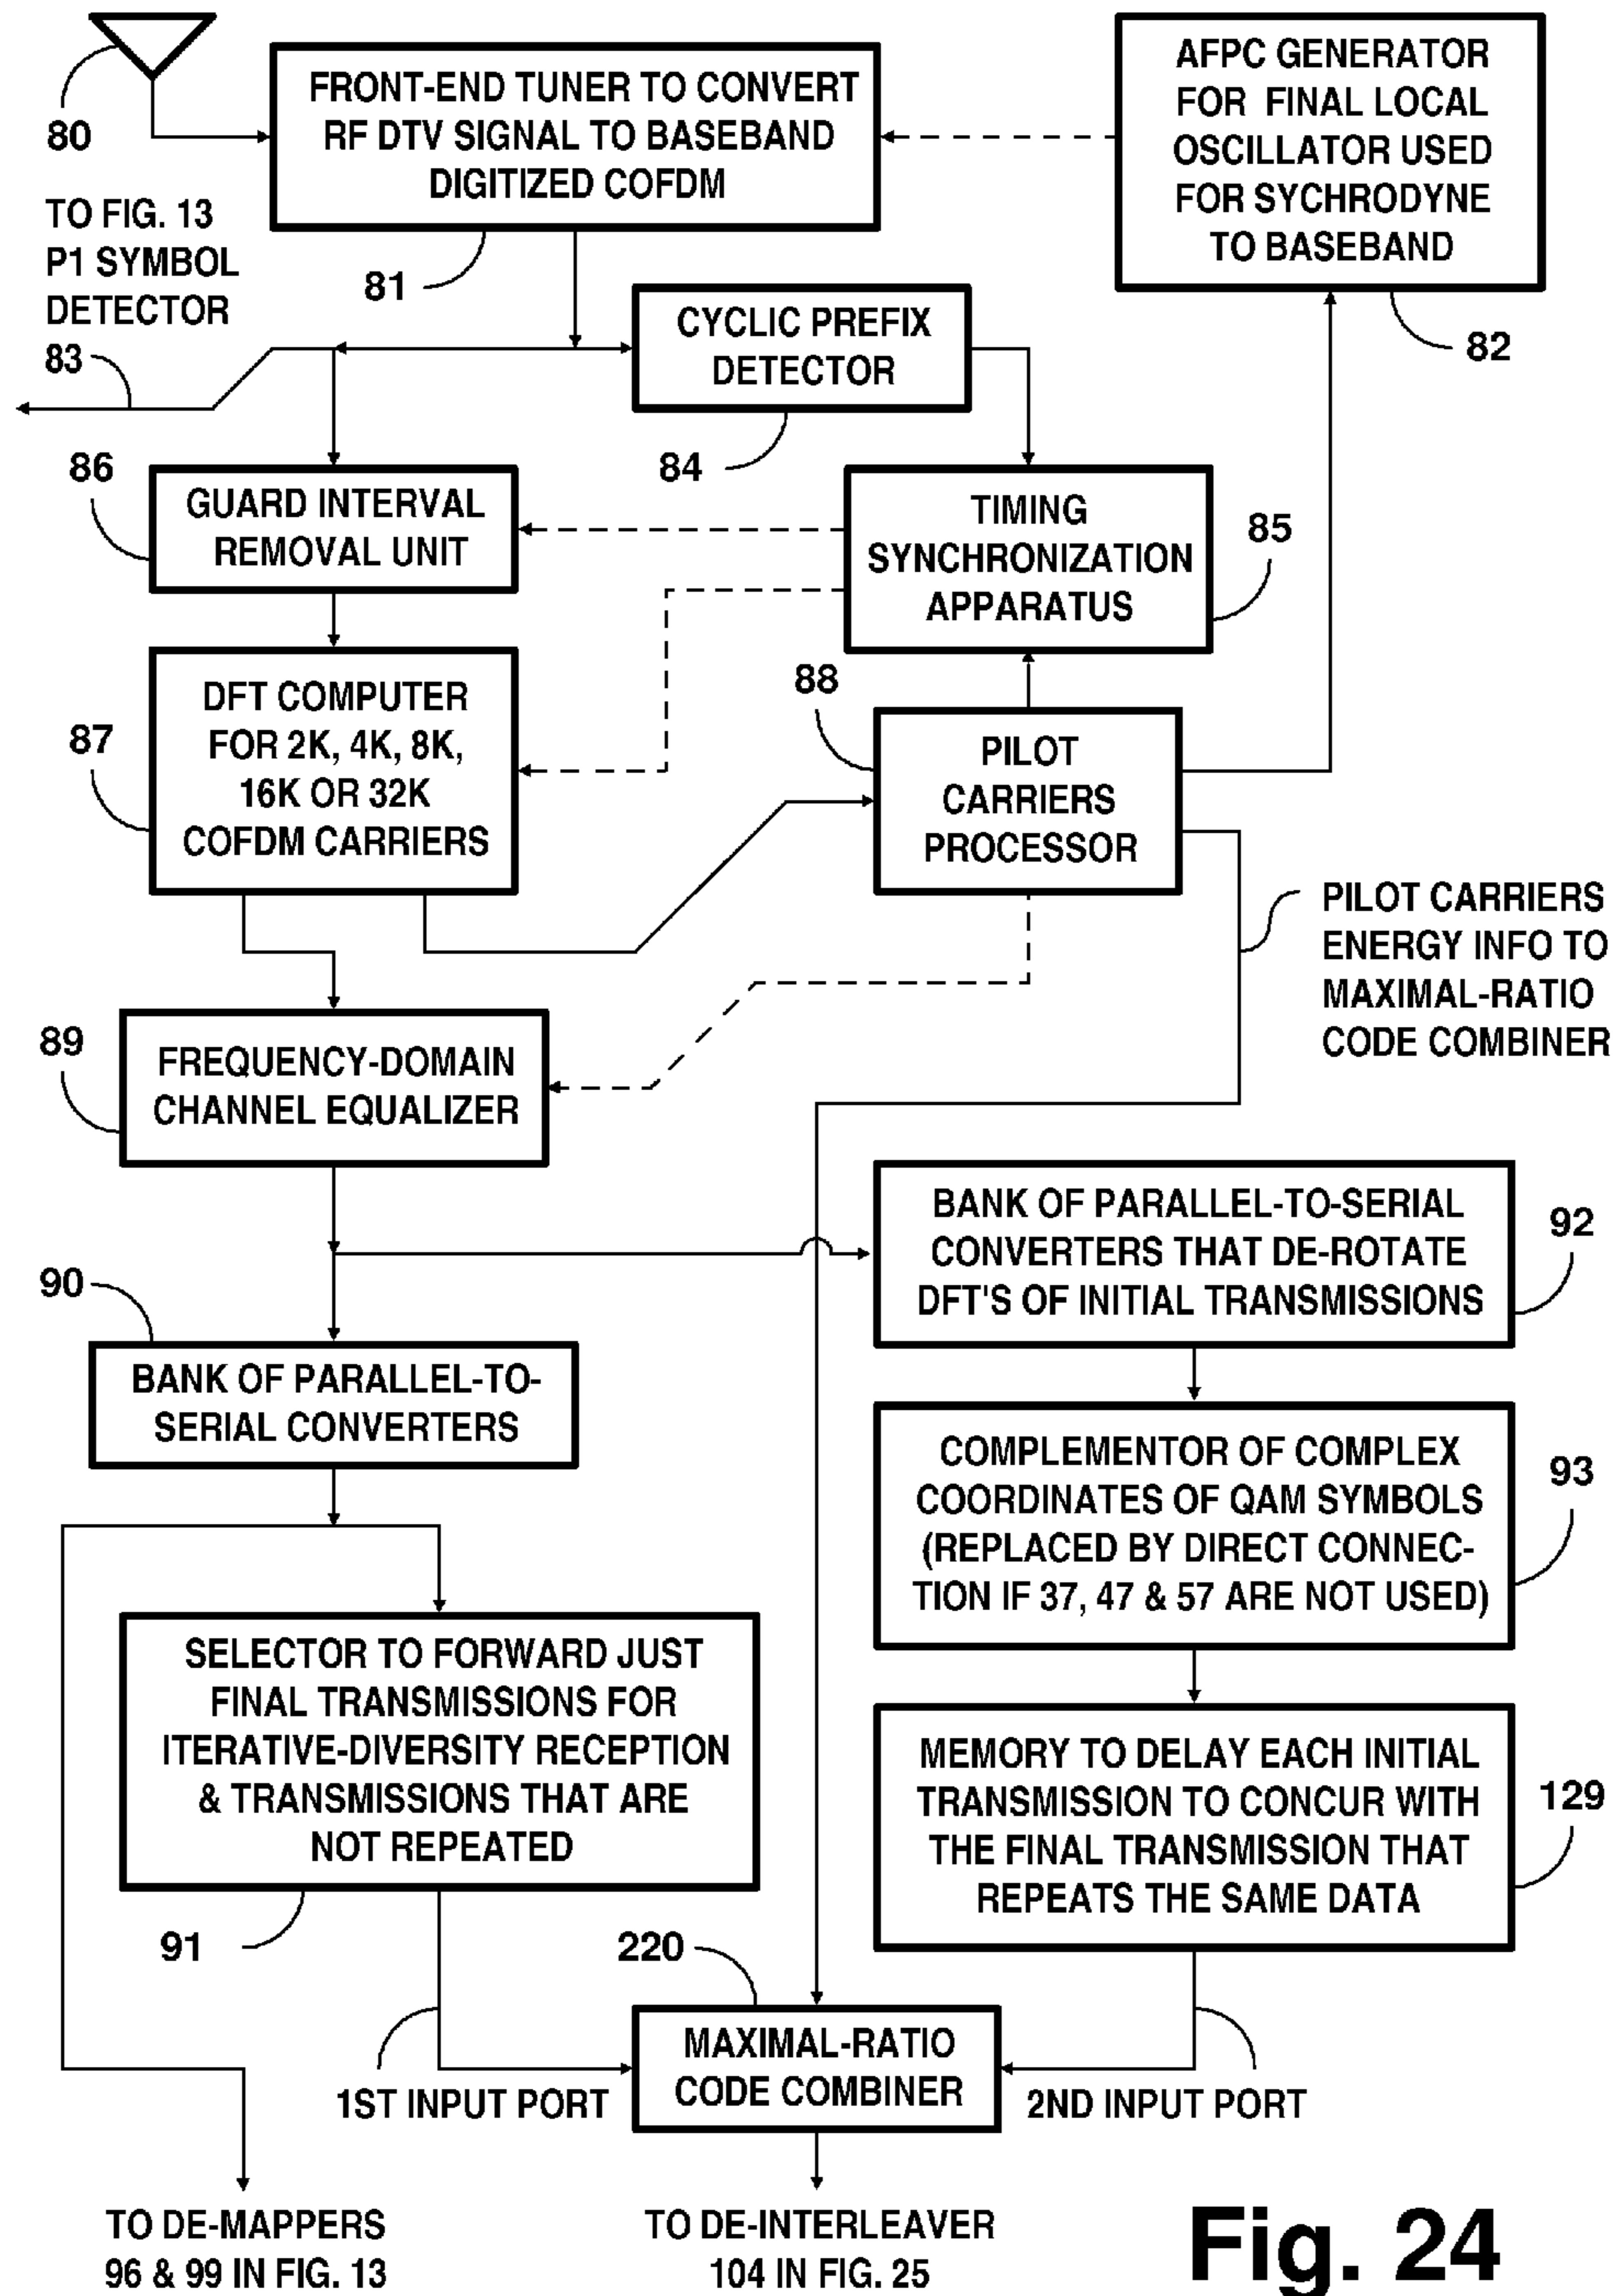 80
FRONT-END TUNER TO CONVERT
RF DTV SIGNAL TO BASEBAND
DIGITIZED COFDM
81
AFPC GENERATOR
FOR FINAL LOCAL
OSCILLATOR USED
FOR SYCHRODYNE
TO BASEBAND
82
TO FIG. 13
P1 SYMBOL
DETECTOR
83
CYCLIC PREFIX
DETECTOR
84
86
GUARD INTERVAL
REMOVAL UNIT
TIMING
SYNCHRONIZATION
APPARATUS
85
87
DFT COMPUTER
FOR 2K, 4K, 8K,
16K OR 32K
COFDM CARRIERS
88
PILOT
CARRIERS
PROCESSOR
PILOT CARRIERS
ENERGY INFO TO
MAXIMAL-RATIO
CODE COMBINER
89
FREQUENCY-DOMAIN
CHANNEL EQUALIZER
BANK OF PARALLEL-TO-SERIAL
CONVERTERS THAT DE-ROTATE
DFT'S OF INITIAL TRANSMISSIONS
92
90
BANK OF PARALLEL-TO-
SERIAL CONVERTERS
COMPLEMENTOR OF COMPLEX
COORDINATES OF QAM SYMBOLS
(REPLACED BY DIRECT CONNEC-
TION IF 37, 47 & 57 ARE NOT USED)
93
SELECTOR TO FORWARD JUST
FINAL TRANSMISSIONS FOR
ITERATIVE-DIVERSITY RECEPTION
& TRANSMISSIONS THAT ARE
NOT REPEATED
91
MEMORY TO DELAY EACH INITIAL
TRANSMISSION TO CONCUR WITH
THE FINAL TRANSMISSION THAT
REPEATS THE SAME DATA
129
220
MAXIMAL-RATIO
CODE COMBINER
1ST INPUT PORT
2ND INPUT PORT
TO DE-MAPPERS
96 & 99 IN FIG. 13
TO DE-INTERLEAVER
104 IN FIG. 25
Fig. 24